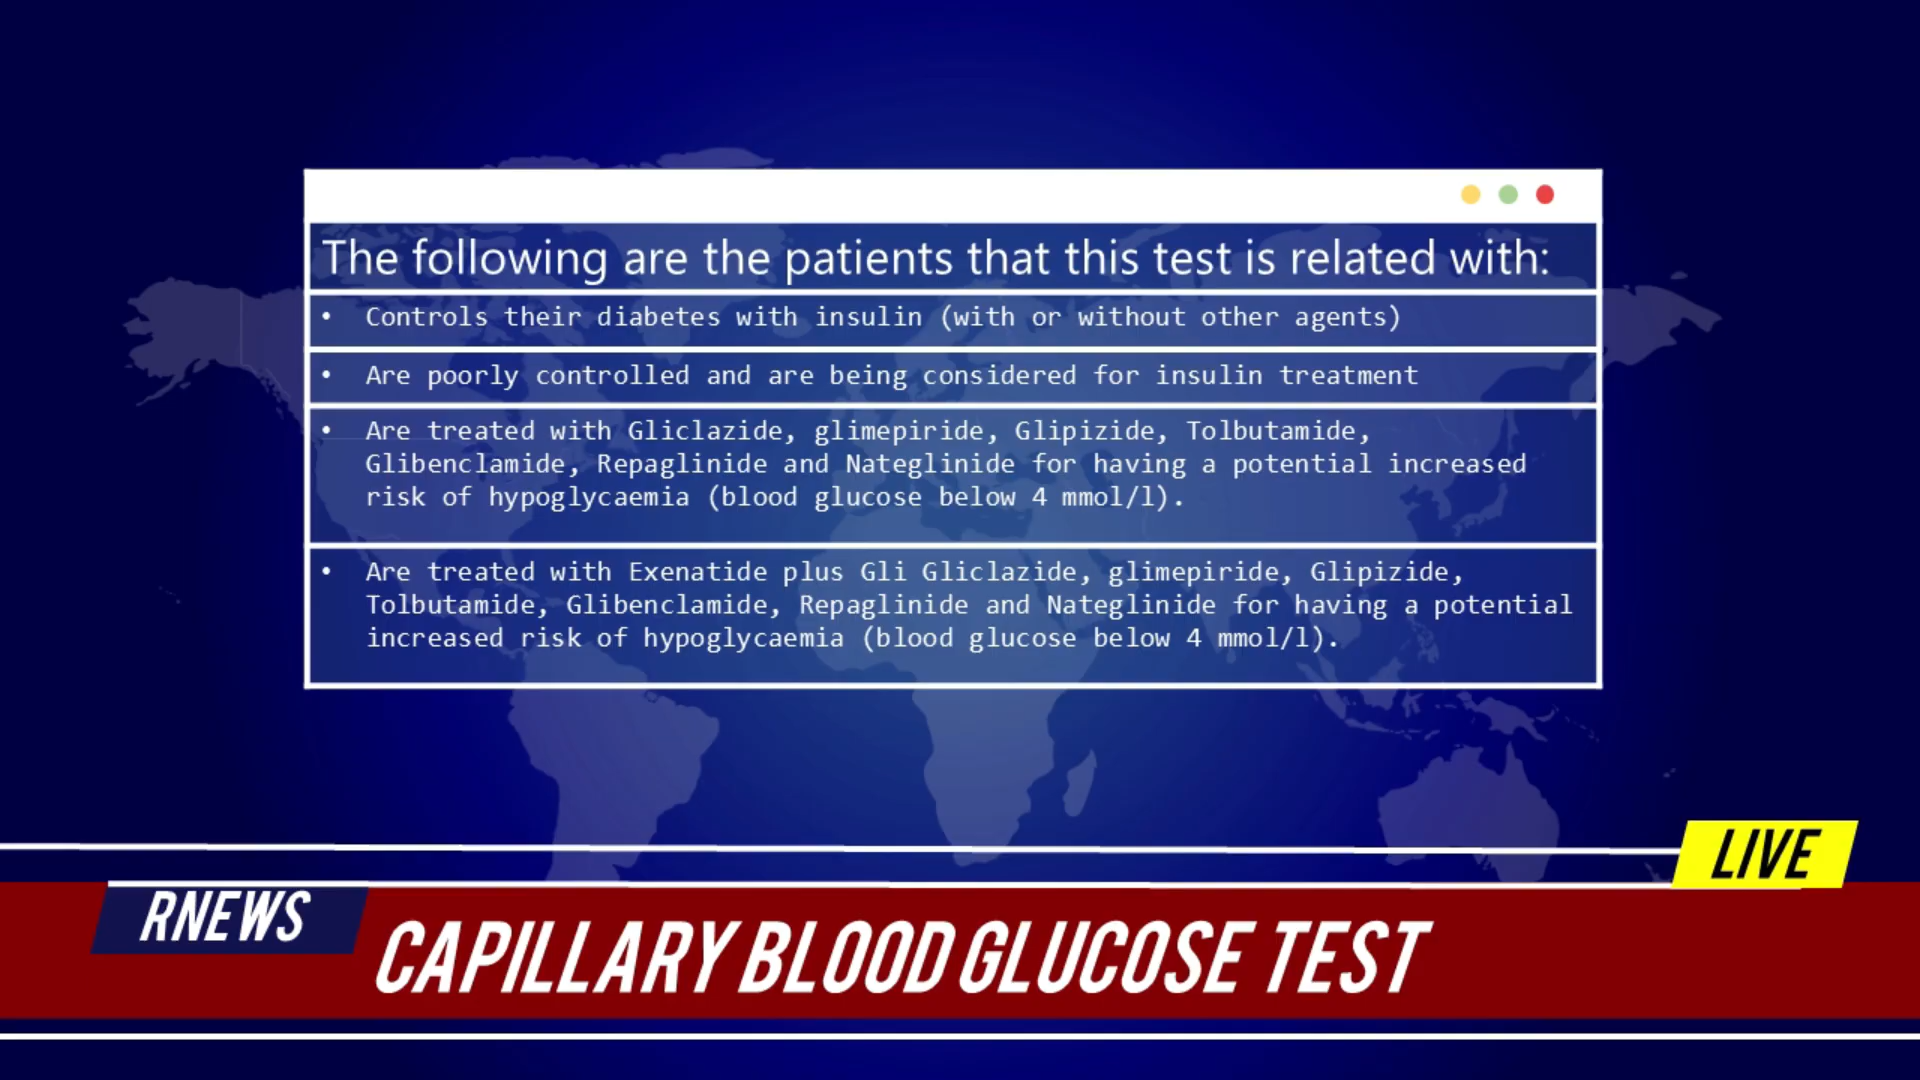 The following are the patients that this test is related with:
• Controls their diabetes with insulin (with or without other agents)
• Are poorly controlled and are being considered for insulin treatment
• Are treated with Gliclazide, glimepiride, Glipizide, Tolbutamide,
Glibenclamide, Repaglinide and Nateglinide for having a potential increased
risk of hypoglycaemia (blood glucose below 4 mmol/l).
• Are treated with Exenatide plus Gli Gliclazide, glimepiride, Glipizide,
Tolbutamide, Glibenclamide, Repaglinide and Nateglinide for having a potential
increased risk of hypoglycaemia (blood glucose below 4 mmol/l).
LIVE
RNEWS
CAPILLARY BLOOD GLUCOSE TEST